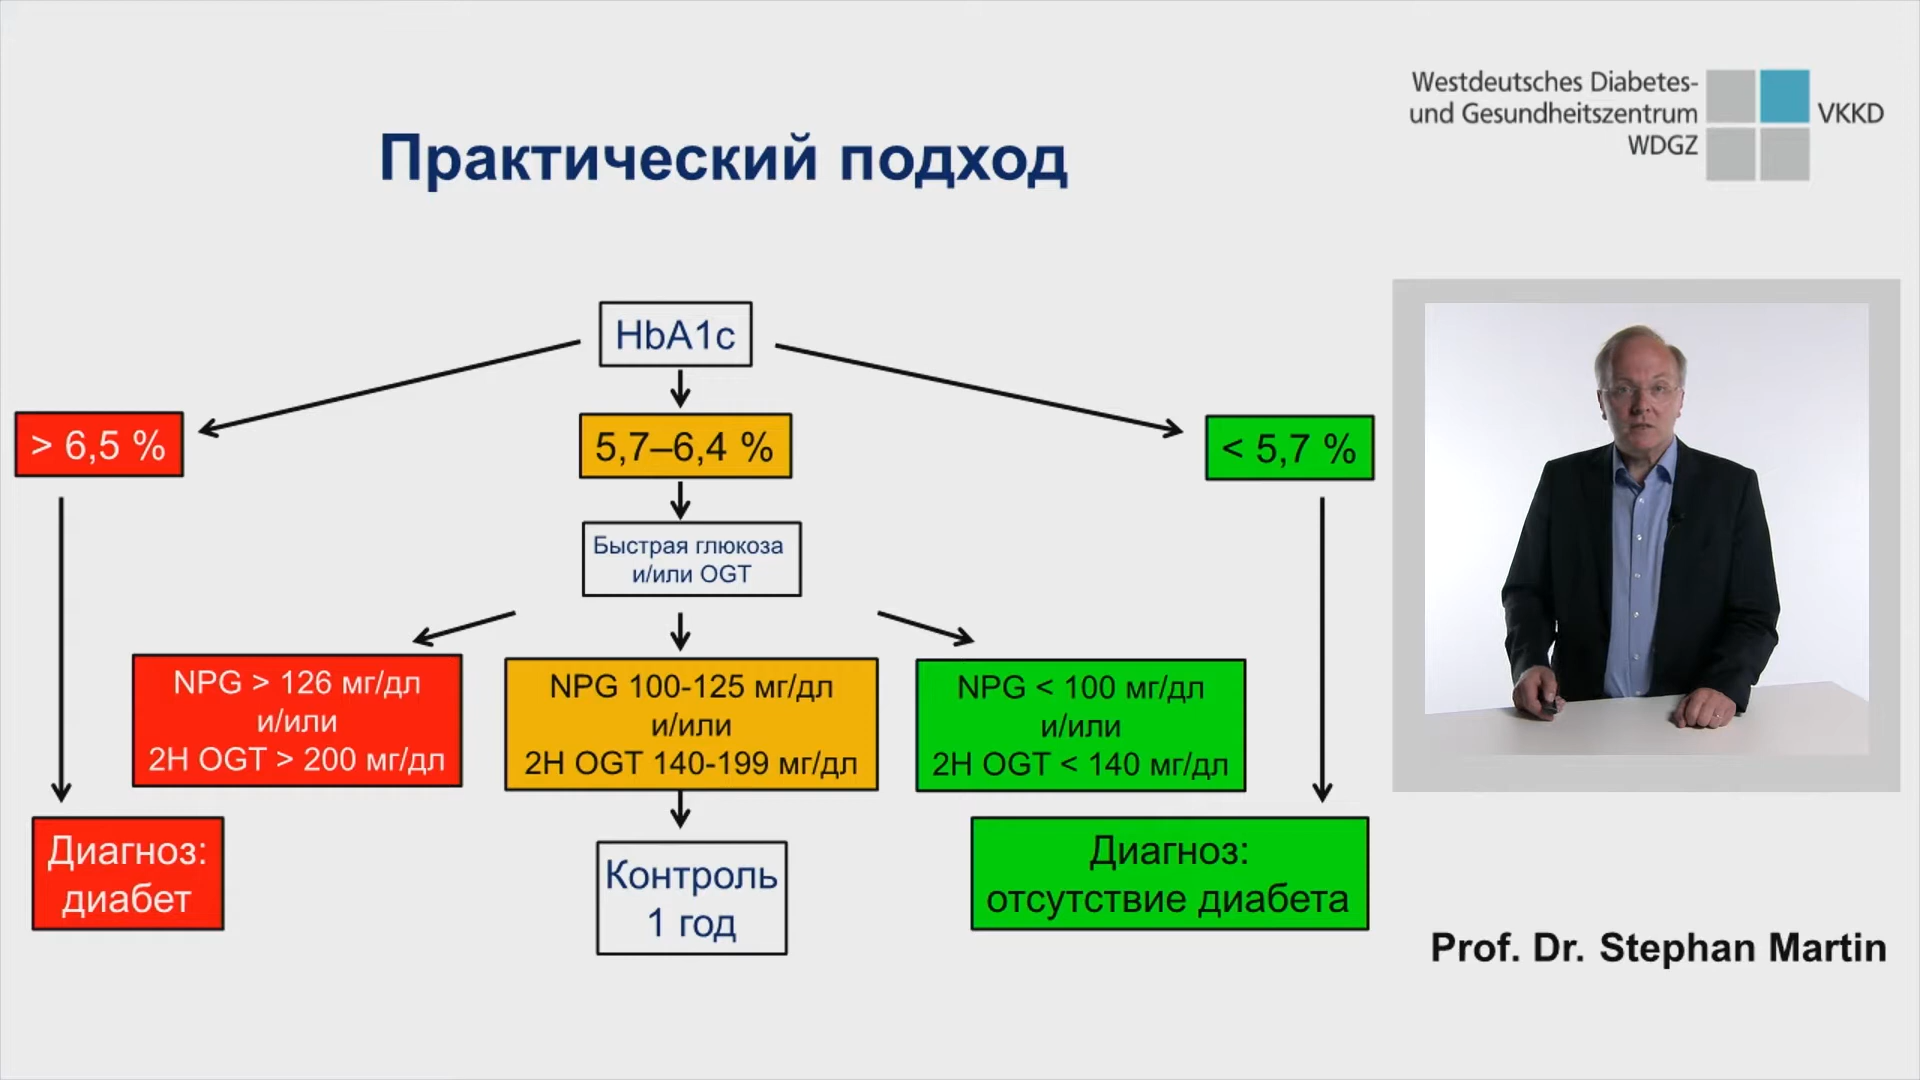 Westdeutsches Diabetes-
und Gesundheitszentrum
WDGZ
VKKD
Практический подход
HbA1c
> 6,5 %
5,7–6,4 %
< 5,7 %
Быстрая глюкоза
и/или OGT
NPG > 126 мг/дл
и/или
2H OGT > 200 мг/дл
NPG 100-125 мг/дл
и/или
2H OGT 140-199 мг/дл
NPG < 100 мг/дл
и/или
2H OGT < 140 мг/дл
Диагноз:
диабет
Контроль
1 год
Диагноз:
отсутствие диабета
Prof. Dr. Stephan Martin